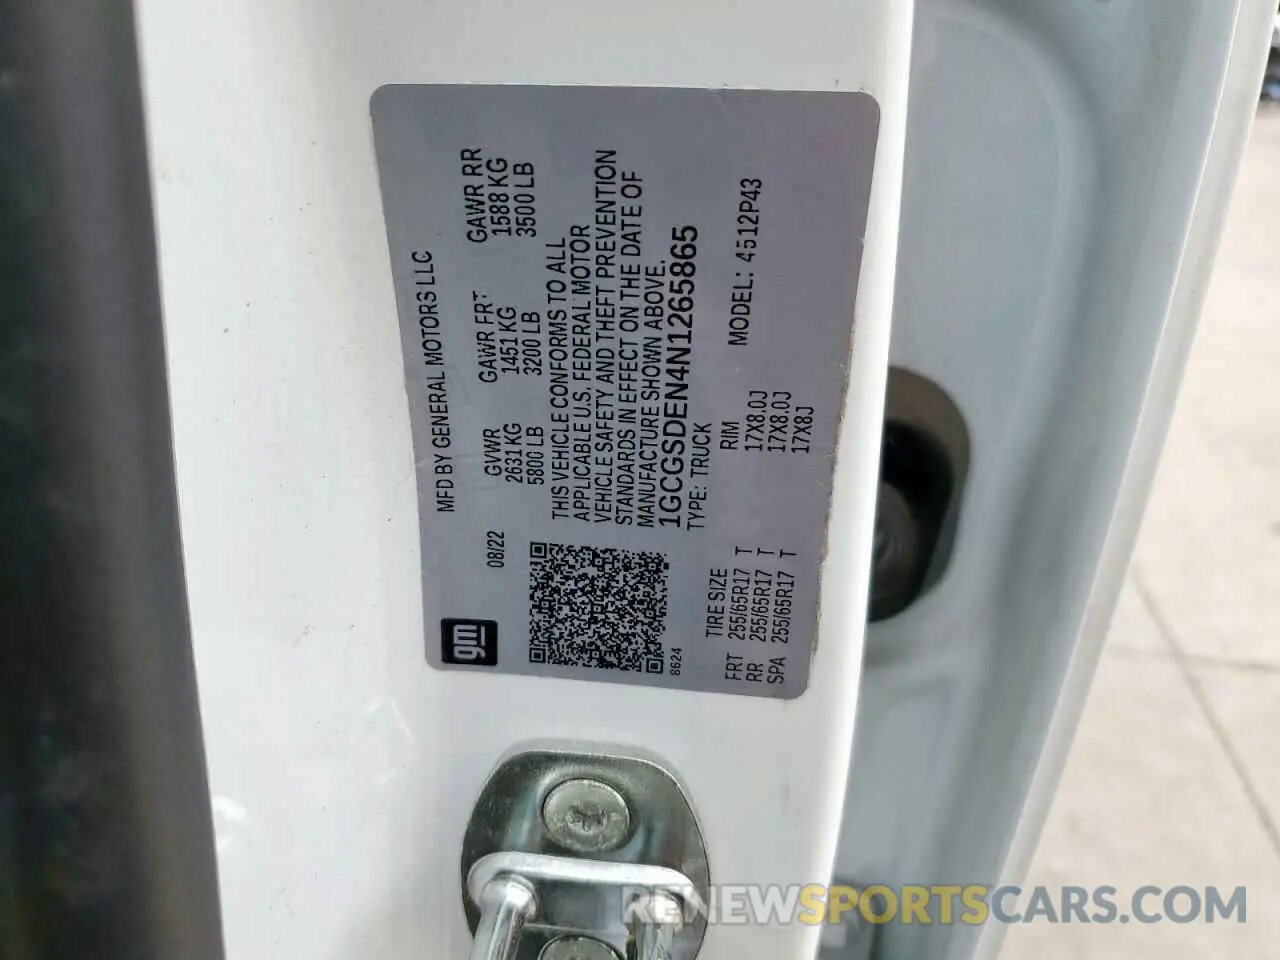 MFD BY GENERAL MOTORS LLC
08/22
GVWR
2631 KG
5800 LB
GAWR FRT
1451 KG
3200 LB
GAWR RR
1588 KG
3500 LB
THIS VEHICLE CONFORMS TO ALL
APPLICABLE U.S. FEDERAL MOTOR
VEHICLE SAFETY AND THEFT PREVENTION
STANDARDS IN EFFECT ON THE DATE OF
MANUFACTURE SHOWN ABOVE.
1GCGSDEN4N1265865
TYPE: TRUCK
MODEL: 4512P43
gm
8624
TIRE SIZE RIM
FRT 255/65R17 T 17X8.0J
RR 255/65R17 T 17X8.0J
SPA 255/65R17 T 17X8J
RENEWSPORTSCARS.COM